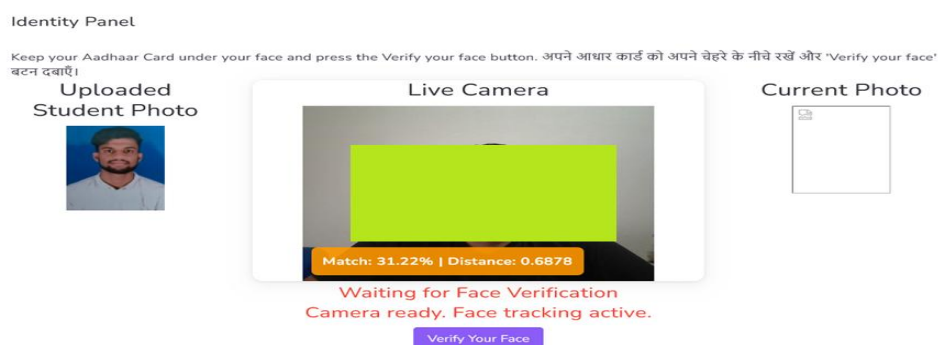 Identity Panel
Keep your Aadhaar Card under your face and press the Verify your face button. अपने आधार कार्ड को अपने चेहरे के नीचे रखें और 'Verify your face'
बटन दबाएँ।
Uploaded
Student Photo
Live Camera
Current Photo
Match: 31.22% | Distance: 0.6878
Waiting for Face Verification
Camera ready. Face tracking active.
Verify Your Face